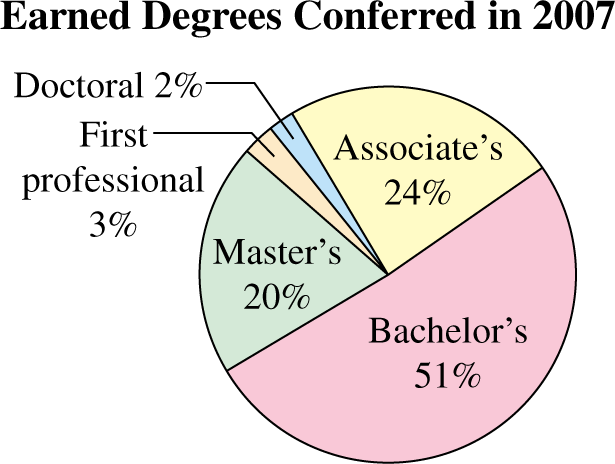 Earned Degrees Conferred in 2007
Doctoral 2%
First
professional
3%
Associate's
24%
Master's
20%
Bachelor's
51%